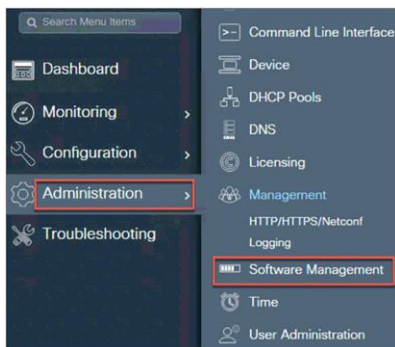 Search Menu Items
Dashboard
Monitoring
Configuration
Administration
Troubleshooting
Command Line Interface
Device
DHCP Pools
DNS
Licensing
Management
HTTP/HTTPS/Netconf
Logging
Software Management
Time
User Administration